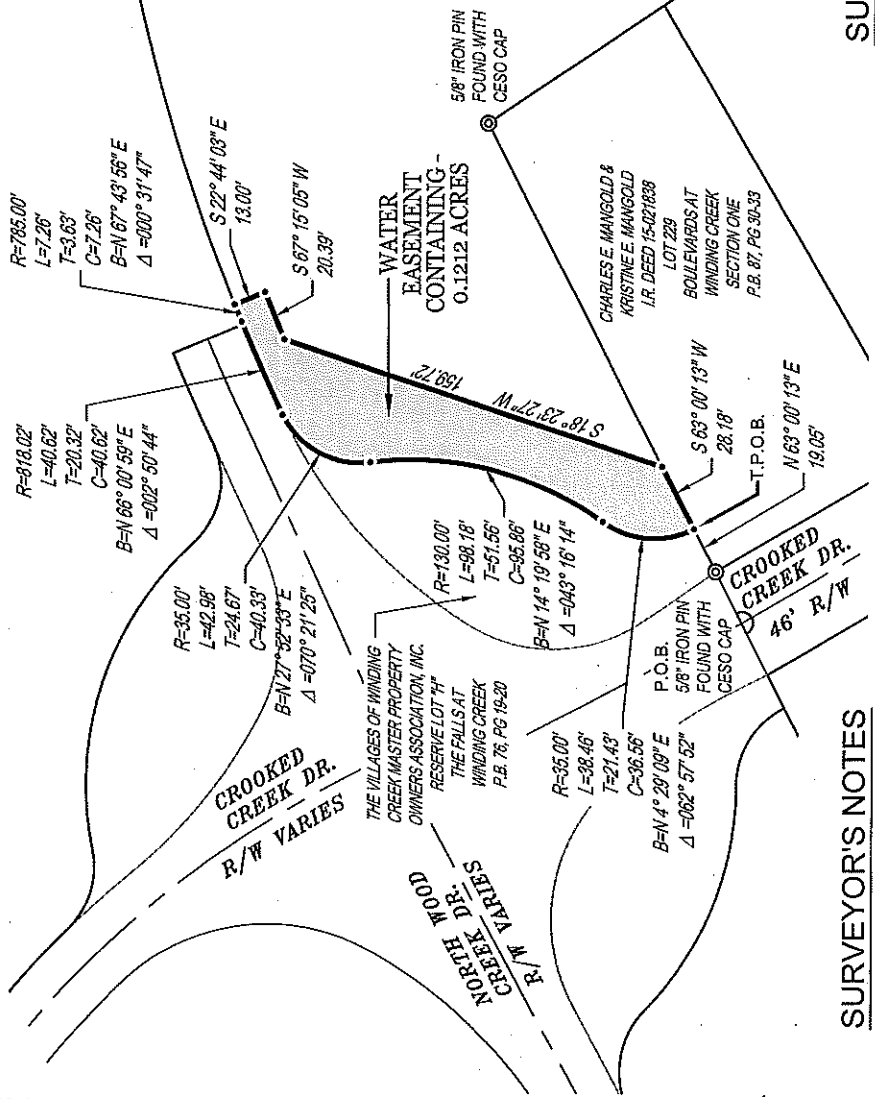 R=785.00'
L=7.26'
T=3.63'
C=7.26'
B=N 67° 43' 56" E
Δ =000° 31' 47"
R=818.02'
L=40.62'
T=20.32'
C=40.62'
B=N 66° 00' 59" E
Δ =002° 50' 44"
S 22° 44' 03" E
13.00'
S 67° 15' 05" W
20.39'
5/8" IRON PIN
FOUND WITH
CESO CAP
SU
R=35.00'
L=42.98'
T=24.67'
C=40.33'
B=N 27° 52' 33" E
Δ =070° 21' 25"
WATER
EASEMENT
CONTAINING -
0.1212 ACRES
159.72'
S 18° 23' 27" W
CHARLES E. MANGOLD &
KRISTINE E. MANGOLD
I.R. DEED 15-021838
LOT 229
BOULEVARDS AT
WINDING CREEK
SECTION ONE
P.B. 87, PG 30-33
CROOKED
CREEK DR.
R/W VARIES
THE VILLAGES OF WINDING
CREEK MASTER PROPERTY
OWNERS ASSOCIATION, INC.
RESERVE LOT "H"
THE FALLS AT
WINDING CREEK
P.B. 76, PG 19-20
R=130.00'
L=98.18'
T=51.56'
C=95.86'
B=N 14° 19' 58" E
Δ =043° 16' 14"
S 63° 00' 13" W
28.18'
T.P.O.B.
N 63° 00' 13" E
19.05'
NORTH WOOD
CREEK DR.
R/W VARIES
R=35.00'
L=38.46'
T=21.43'
C=36.56'
B=N 4° 29' 09" E
Δ =062° 57' 52"
P.O.B.
5/8" IRON PIN
FOUND WITH
CESO CAP
CROOKED
CREEK DR.
46' R/W
SURVEYOR'S NOTES